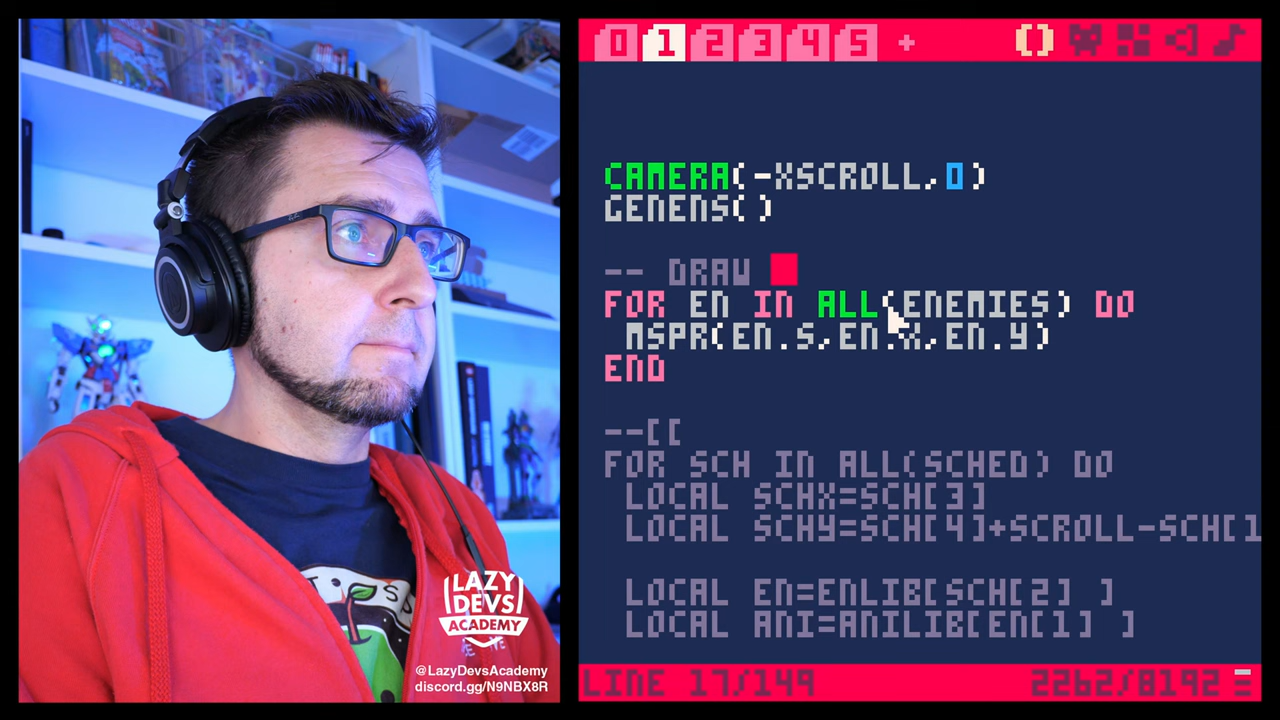 0 1 2 3 4 5 +
CAMERA(-XSCROLL,0)
GENENS()
-- DRAW
FOR EN IN ALL(ENEMIES) DO
MSPR(EN.S,EN.X,EN.Y)
END
--[[
FOR SCH IN ALL(SCHED) DO
LOCAL SCHX=SCH[3]
LOCAL SCHY=SCH[4]+SCROLL-SCH[1
LOCAL EN=ENLIB[SCH[2] ]
LOCAL ANI=ANILIB[EN[1] ]
LINE 17/149
2262/8192
LAZY
DEVS
ACADEMY
@LazyDevsAcademy
discord.gg/N9NBX8R